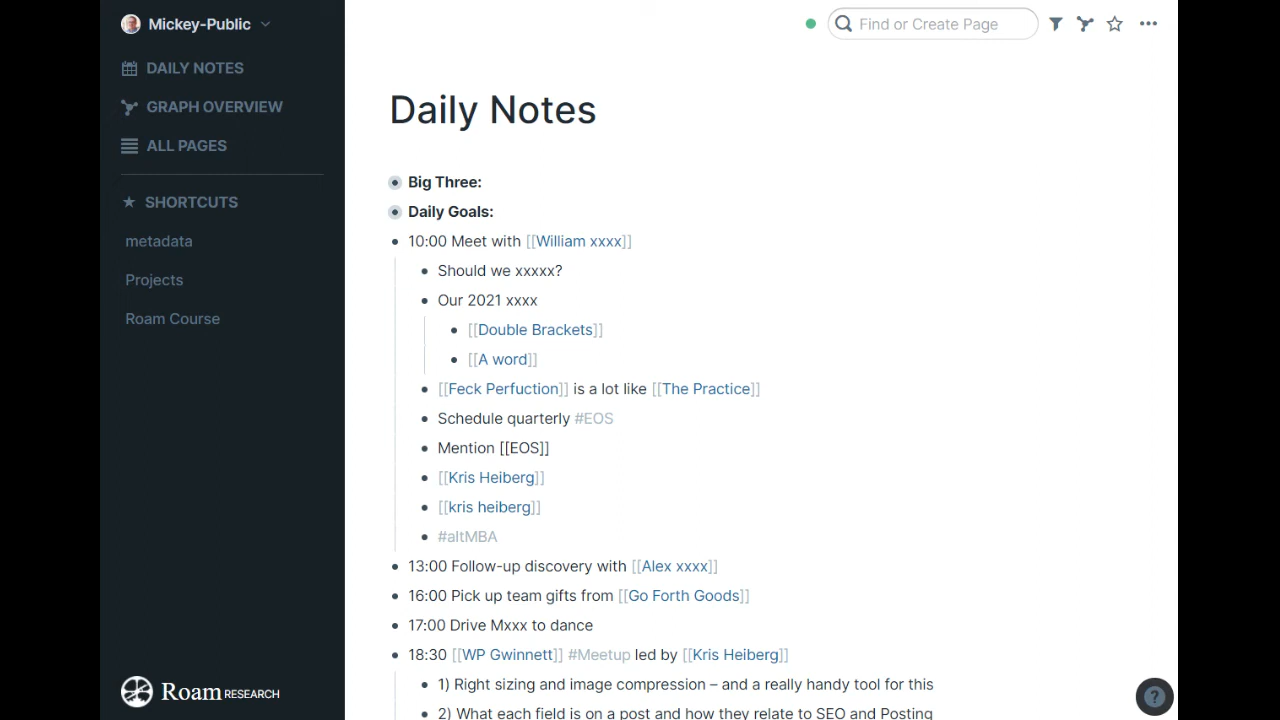 Mickey-Public
DAILY NOTES
GRAPH OVERVIEW
ALL PAGES
SHORTCUTS
metadata
Projects
Roam Course
Roam RESEARCH
Find or Create Page
Daily Notes
Big Three:
Daily Goals:
10:00 Meet with [[William xxxx]]
Should we xxxxx?
Our 2021 xxxx
[[Double Brackets]]
[[A word]]
[[Feck Perfuction]] is a lot like [[The Practice]]
Schedule quarterly #EOS
Mention [[EOS]]
[[Kris Heiberg]]
[[kris heiberg]]
#altMBA
13:00 Follow-up discovery with [[Alex xxxx]]
16:00 Pick up team gifts from [[Go Forth Goods]]
17:00 Drive Mxxx to dance
18:30 [[WP Gwinnett]] #Meetup led by [[Kris Heiberg]]
1) Right sizing and image compression – and a really handy tool for this
2) What each field is on a post and how they relate to SEO and Posting
?